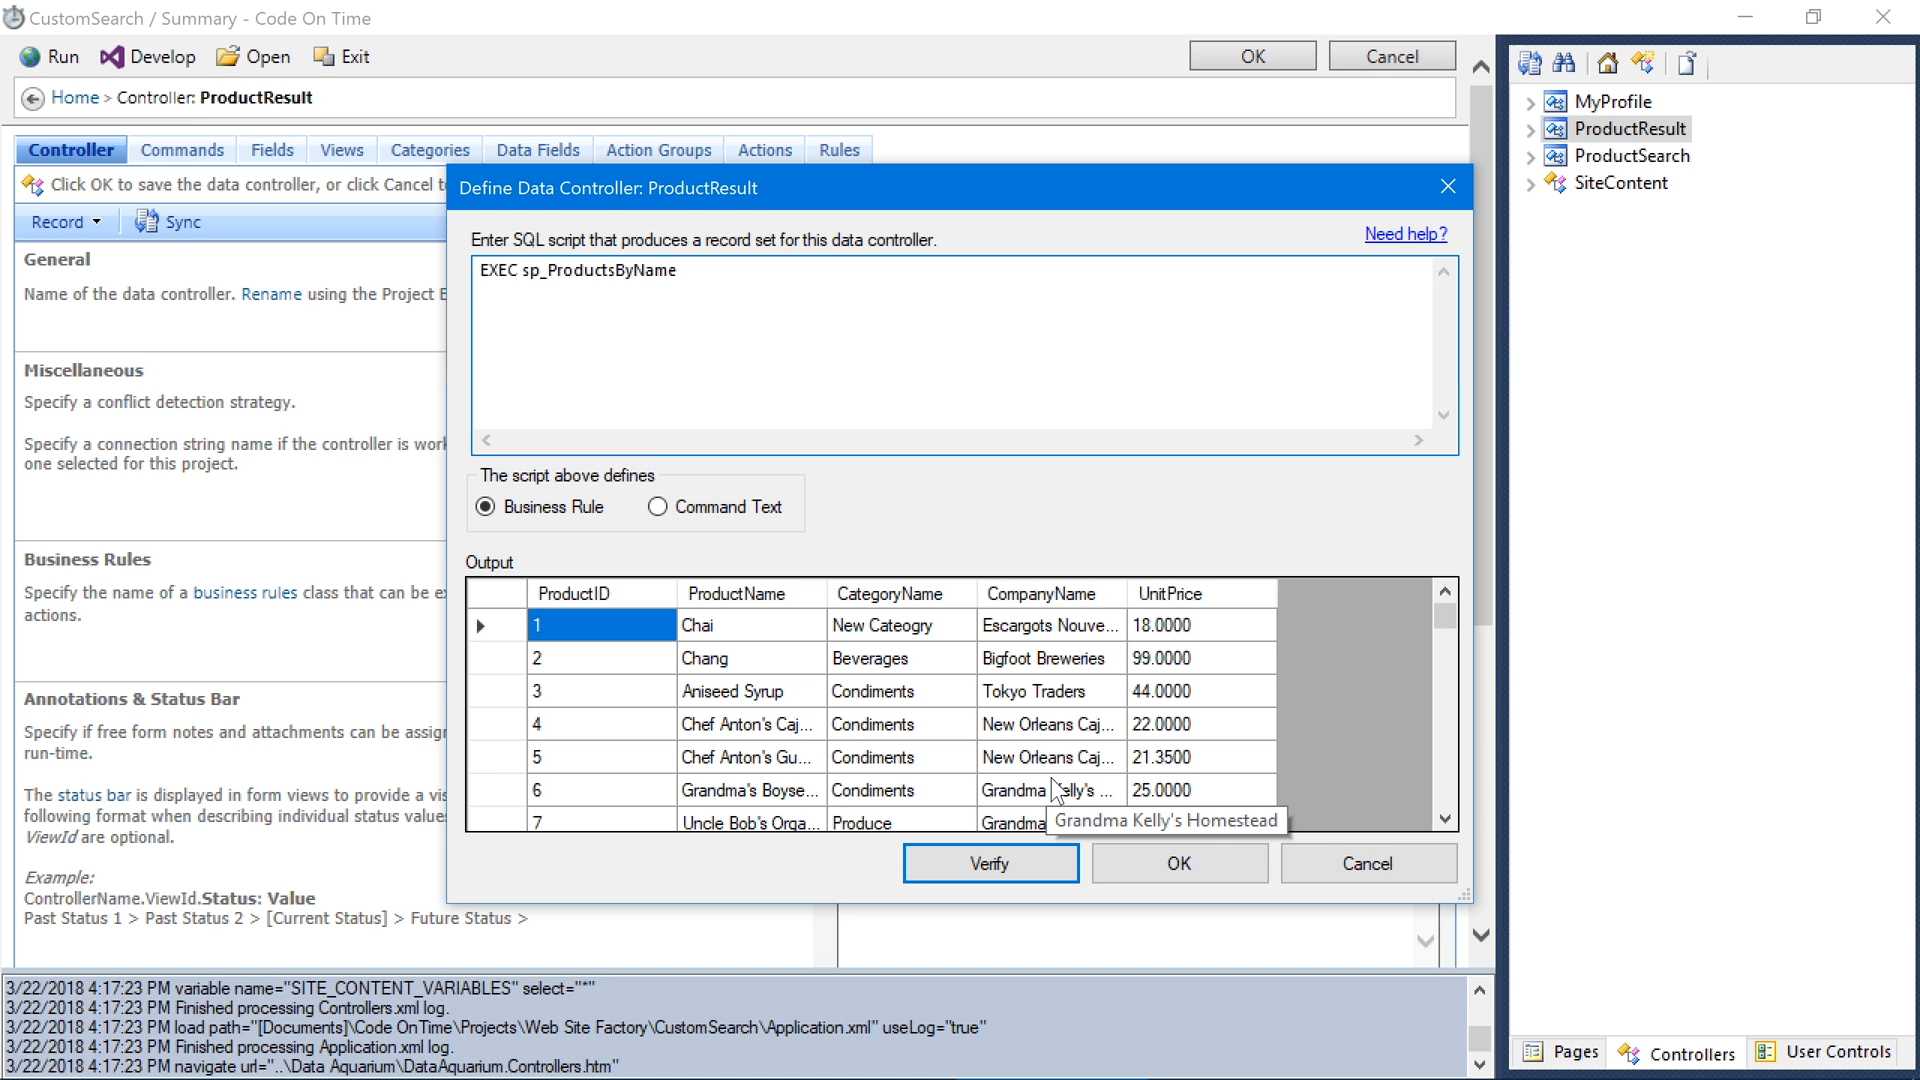 CustomSearch / Summary - Code On Time
Run Develop Open Exit OK Cancel
Home > Controller: ProductResult
Controller Commands Fields Views Categories Data Fields Action Groups Actions Rules
Click OK to save the data controller, or click Cancel t
Record Sync
General
Name of the data controller. Rename using the Project E
Miscellaneous
Specify a conflict detection strategy.
Specify a connection string name if the controller is work
one selected for this project.
Business Rules
Specify the name of a business rules class that can be e
actions.
Annotations & Status Bar
Specify if free form notes and attachments can be assig
run-time.
The status bar is displayed in form views to provide a vis
following format when describing individual status values
ViewId are optional.
Example:
ControllerName.ViewId.Status: Value
Past Status 1 > Past Status 2 > [Current Status] > Future Status >
Define Data Controller: ProductResult
Enter SQL script that produces a record set for this data controller.
Need help?
EXEC sp_ProductsByName
The script above defines
Business Rule Command Text
Output
ProductID ProductName CategoryName CompanyName UnitPrice
1 Chai New Cateogry Escargots Nouve... 18.0000
2 Chang Beverages Bigfoot Breweries 99.0000
3 Aniseed Syrup Condiments Tokyo Traders 44.0000
4 Chef Anton's Caj... Condiments New Orleans Caj... 22.0000
5 Chef Anton's Gu... Condiments New Orleans Caj... 21.3500
6 Grandma's Boyse... Condiments Grandma Kelly's ... 25.0000
7 Uncle Bob's Orga... Produce Grandma
Grandma Kelly's Homestead
Verify OK Cancel
3/22/2018 4:17:23 PM variable name="SITE_CONTENT_VARIABLES" select="*"
3/22/2018 4:17:23 PM Finished processing Controllers.xml log.
3/22/2018 4:17:23 PM load path="[Documents]\Code OnTime\Projects\Web Site Factory\CustomSearch\Application.xml" useLog="true"
3/22/2018 4:17:23 PM Finished processing Application.xml log.
3/22/2018 4:17:23 PM navigate url="..\Data Aquarium\DataAquarium.Controllers.htm"
MyProfile
ProductResult
ProductSearch
SiteContent
Pages Controllers User Controls